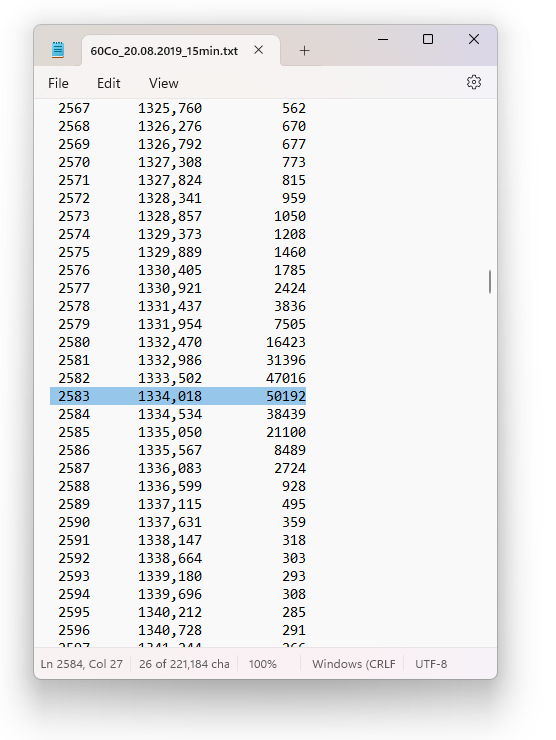 60Co_20.08.2019_15min.txt
File Edit View
2567 1325,760 562
2568 1326,276 670
2569 1326,792 677
2570 1327,308 773
2571 1327,824 815
2572 1328,341 959
2573 1328,857 1050
2574 1329,373 1208
2575 1329,889 1460
2576 1330,405 1785
2577 1330,921 2424
2578 1331,437 3836
2579 1331,954 7505
2580 1332,470 16423
2581 1332,986 31396
2582 1333,502 47016
2583 1334,018 50192
2584 1334,534 38439
2585 1335,050 21100
2586 1335,567 8489
2587 1336,083 2724
2588 1336,599 928
2589 1337,115 495
2590 1337,631 359
2591 1338,147 318
2592 1338,664 303
2593 1339,180 293
2594 1339,696 308
2595 1340,212 285
2596 1340,728 291
Ln 2584, Col 27 26 of 221,184 cha 100% Windows (CRLF UTF-8